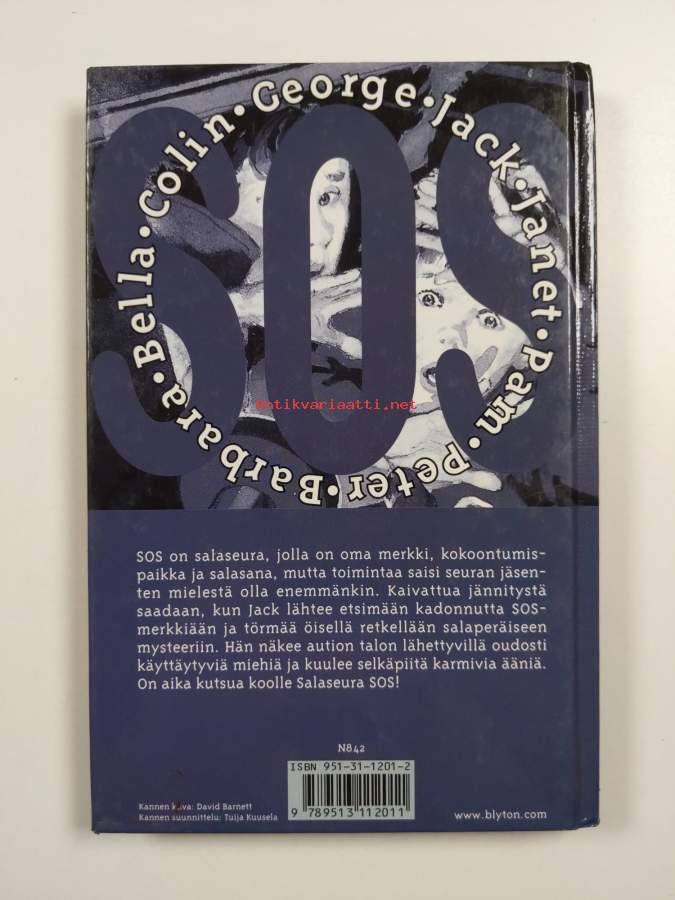 SOS
Bella • Colin • George • Jack • Janet • Pam • Peter • Barbara •
antikvariaatti.net
SOS on salaseura, jolla on oma merkki, kokoontumis-
paikka ja salasana, mutta toimintaa saisi seuran jäsen-
ten mielestä olla enemmänkin. Kaivattua jännitystä
saadaan, kun Jack lähtee etsimään kadonnutta SOS-
merkkiään ja törmää öisellä retkellään salaperäiseen
mysteeriin. Hän näkee aution talon lähettyvillä oudosti
käyttäytyviä miehiä ja kuulee selkäpiitä karmivia ääniä.
On aika kutsua koolle Salaseura SOS!
N842
ISBN 951-31-1201-2
9 789513 112011
Kannen kuva: David Barnett
Kannen suunnittelu: Tuija Kuusela
www.blyton.com